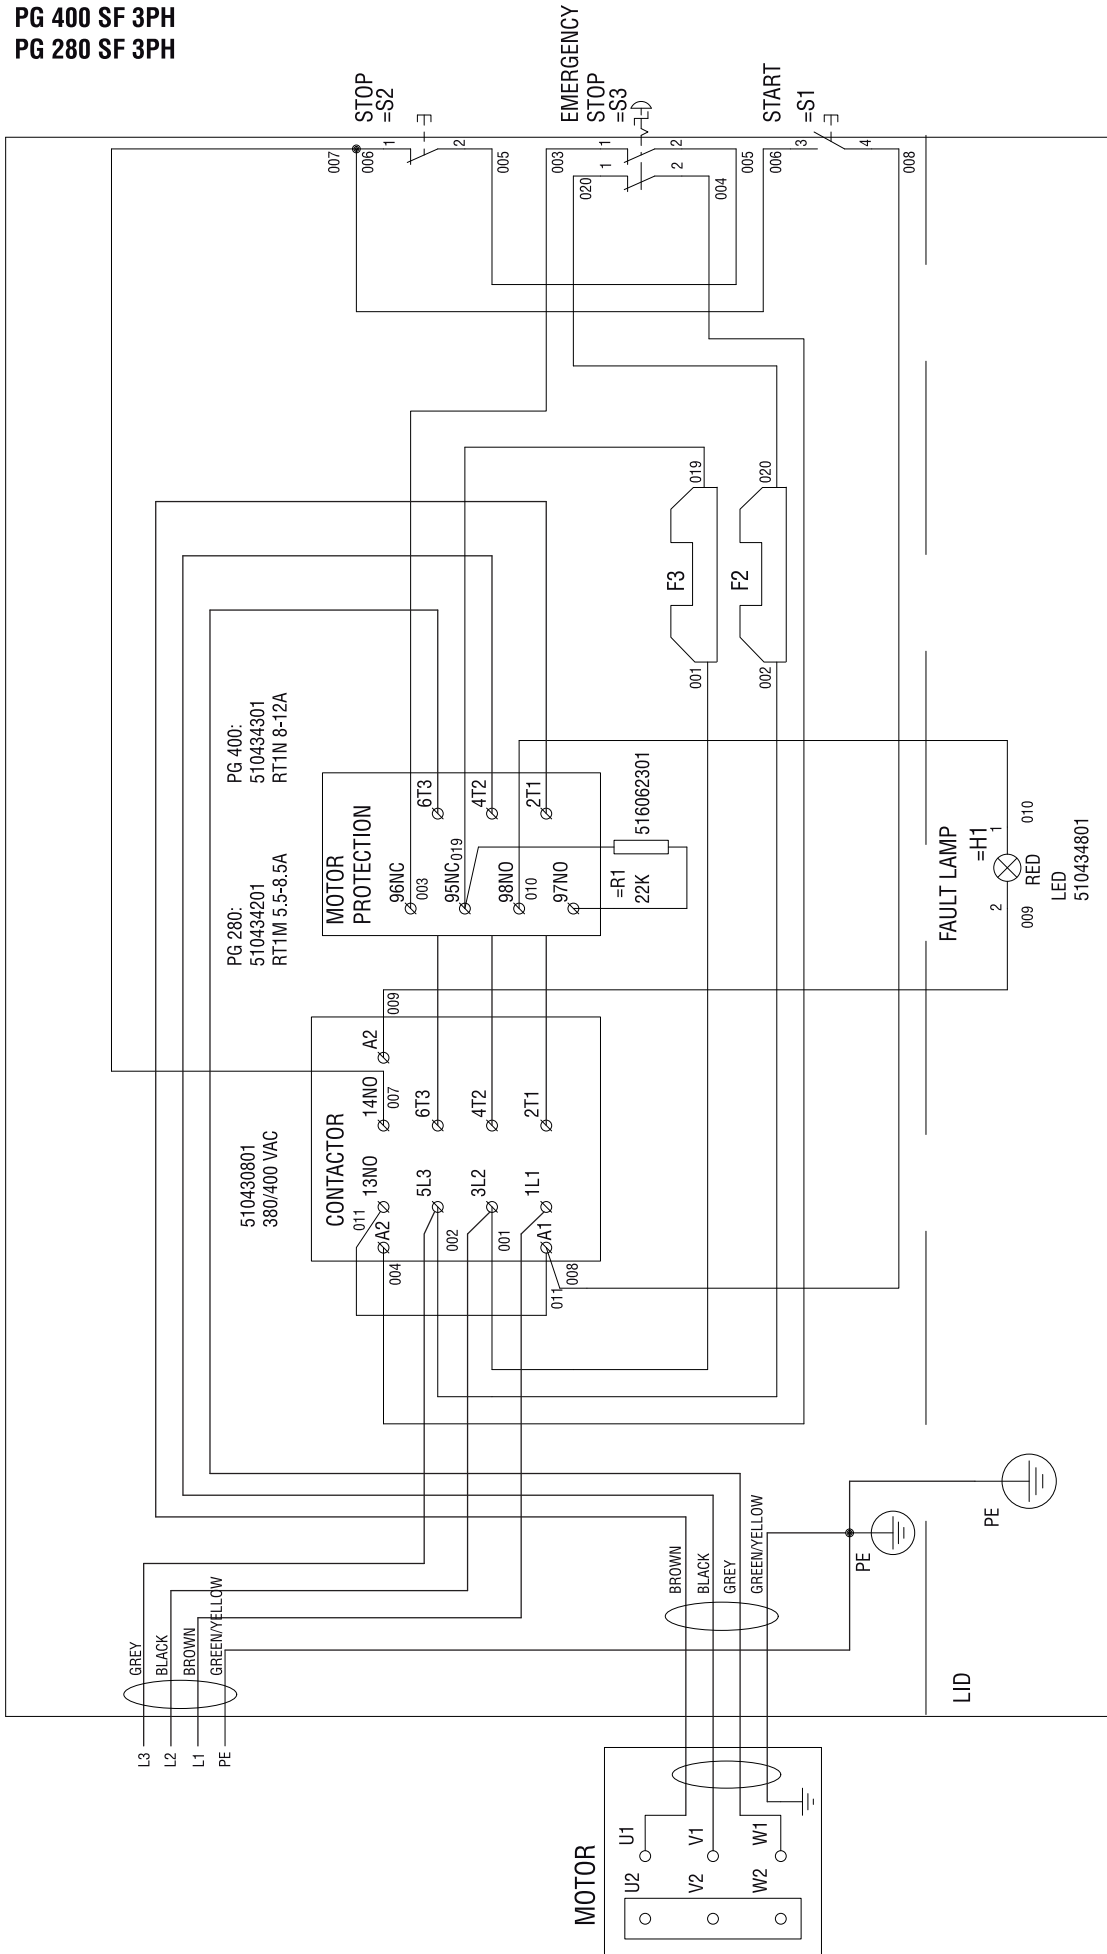 PG 400 SF 3PH
PG 280 SF 3PH
STOP
=S2
EMERGENCY
STOP
=S3
START
=S1
007
006
1
2
005
003
020
1
1
2
2
005
004
006
3
4
008
019
020
F3
F2
001
002
PG 400:
510434301
RT1N 8-12A
PG 280:
510434201
RT1M 5.5-8.5A
MOTOR
PROTECTION
96NC
003
95NC
019
98NO
010
97NO
6T3
4T2
2T1
=R1
22K
516062301
FAULT LAMP
=H1
1
2
010
009
RED
LED
510434801
510430801
380/400 VAC
CONTACTOR
A2
009
14NO
007
13NO
011
A2
004
6T3
4T2
2T1
5L3
002
3L2
001
1L1
A1
008
011
GREY
BLACK
BROWN
GREEN/YELLOW
L3
L2
L1
PE
BROWN
BLACK
GREY
GREEN/YELLOW
PE
PE
LID
MOTOR
U1
V1
W1
U2
V2
W2